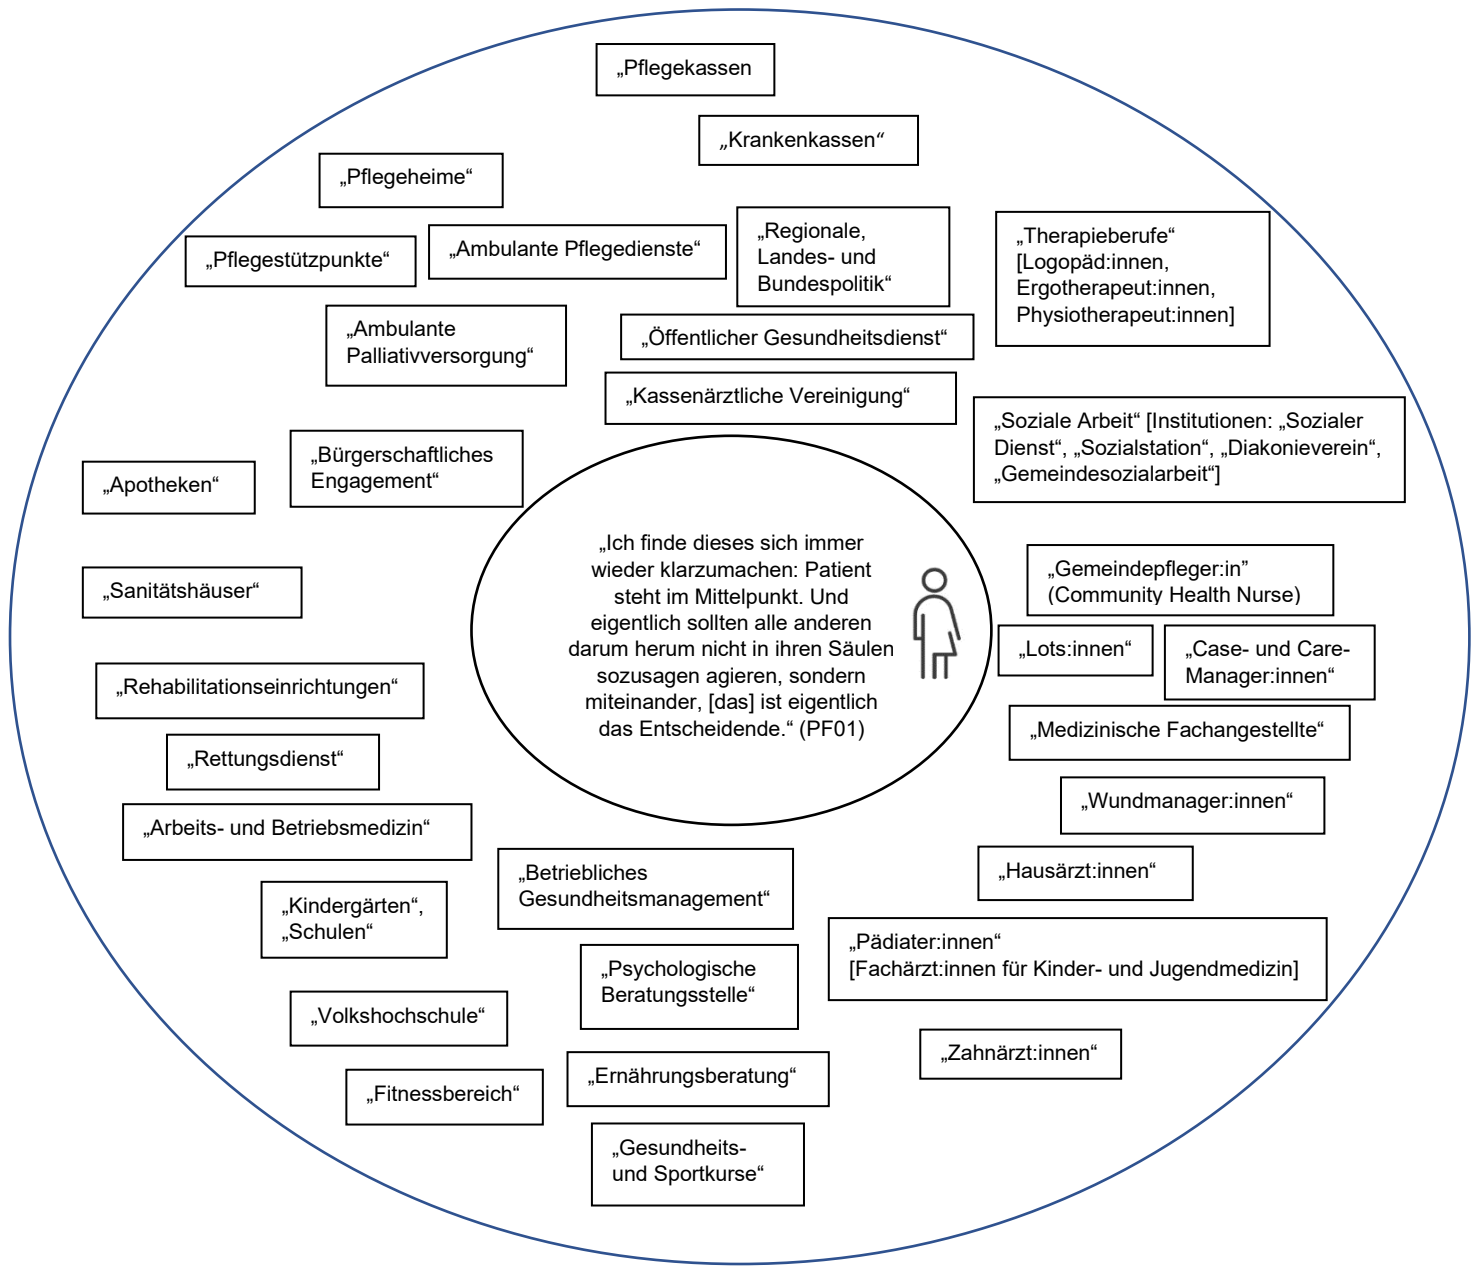 „Pflegekassen
„Krankenkassen“
„Pflegeheime“
„Regionale,
Landes- und
Bundespolitik“
„Therapieberufe“
[Logopäd:innen,
Ergotherapeut:innen,
Physiotherapeut:innen]
„Ambulante Pflegedienste“
„Pflegestützpunkte“
„Ambulante
Palliativversorgung“
„Öffentlicher Gesundheitsdienst“
„Kassenärztliche Vereinigung“
„Soziale Arbeit“ [Institutionen: „Sozialer
Dienst“, „Sozialstation“, „Diakonieverein“,
„Gemeindesozialarbeit“]
„Bürgerschaftliches
Engagement“
„Apotheken“
„Ich finde dieses sich immer
wieder klarzumachen: Patient
steht im Mittelpunkt. Und
eigentlich sollten alle anderen
darum herum nicht in ihren Säulen
sozusagen agieren, sondern
miteinander, [das] ist eigentlich
das Entscheidende.“ (PF01)
„Sanitätshäuser“
„Gemeindepfleger:in”
(Community Health Nurse)
„Lots:innen“
„Case- und Care-
Manager:innen“
„Rehabilitationseinrichtungen“
„Medizinische Fachangestellte“
„Rettungsdienst“
„Wundmanager:innen“
„Arbeits- und Betriebsmedizin“
„Hausärzt:innen“
„Betriebliches
Gesundheitsmanagement“
„Kindergärten“,
„Schulen“
„Pädiater:innen“
[Fachärzt:innen für Kinder- und Jugendmedizin]
„Psychologische
Beratungsstelle“
„Volkshochschule“
„Zahnärzt:innen“
„Ernährungsberatung“
„Fitnessbereich“
„Gesundheits-
und Sportkurse“